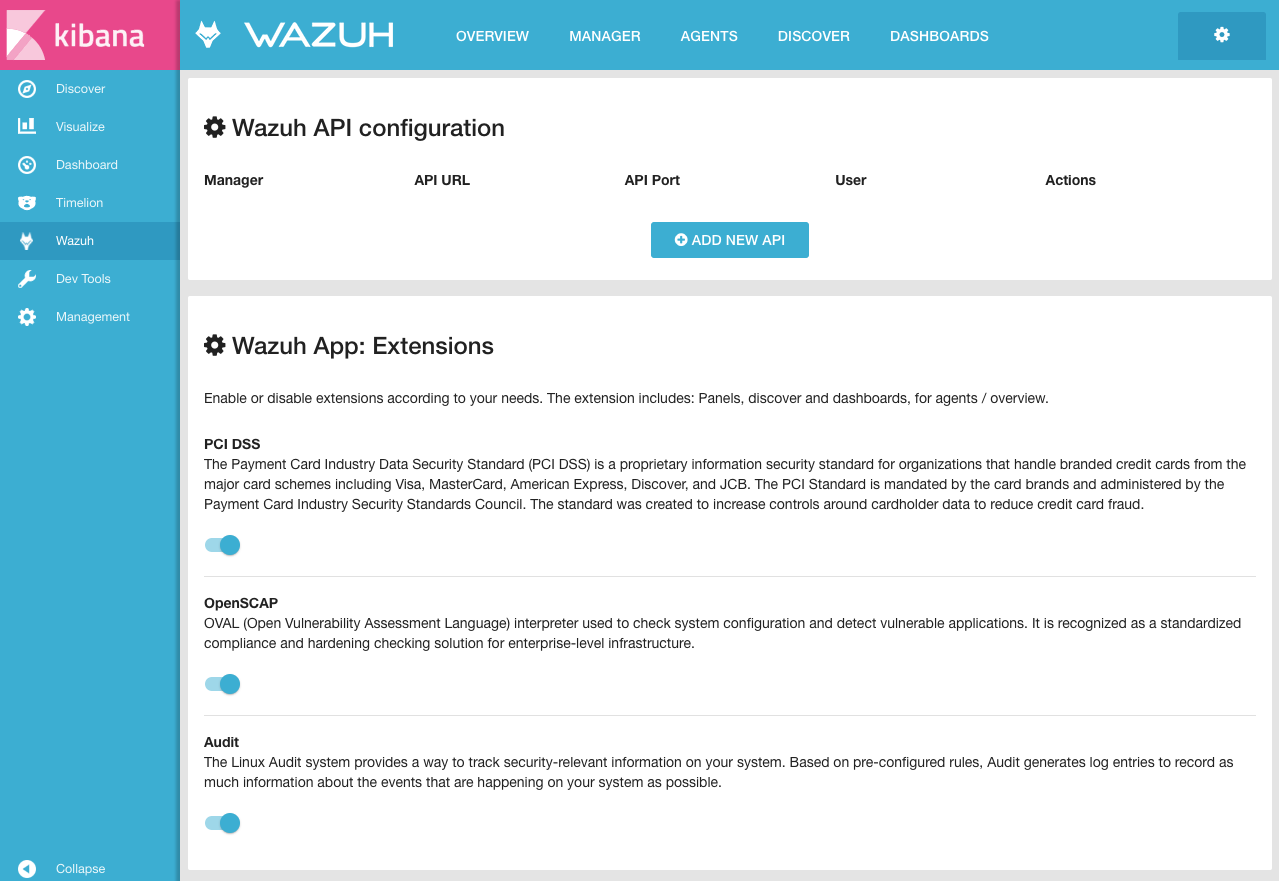 kibana
WAZUH
OVERVIEW MANAGER AGENTS DISCOVER DASHBOARDS
Discover
Visualize
Dashboard
Timelion
Wazuh
Dev Tools
Management
Collapse
Wazuh API configuration
Manager API URL API Port User Actions
ADD NEW API
Wazuh App: Extensions
Enable or disable extensions according to your needs. The extension includes: Panels, discover and dashboards, for agents / overview.
PCI DSS
The Payment Card Industry Data Security Standard (PCI DSS) is a proprietary information security standard for organizations that handle branded credit cards from the
major card schemes including Visa, MasterCard, American Express, Discover, and JCB. The PCI Standard is mandated by the card brands and administered by the
Payment Card Industry Security Standards Council. The standard was created to increase controls around cardholder data to reduce credit card fraud.
OpenSCAP
OVAL (Open Vulnerability Assessment Language) interpreter used to check system configuration and detect vulnerable applications. It is recognized as a standardized
compliance and hardening checking solution for enterprise-level infrastructure.
Audit
The Linux Audit system provides a way to track security-relevant information on your system. Based on pre-configured rules, Audit generates log entries to record as
much information about the events that are happening on your system as possible.